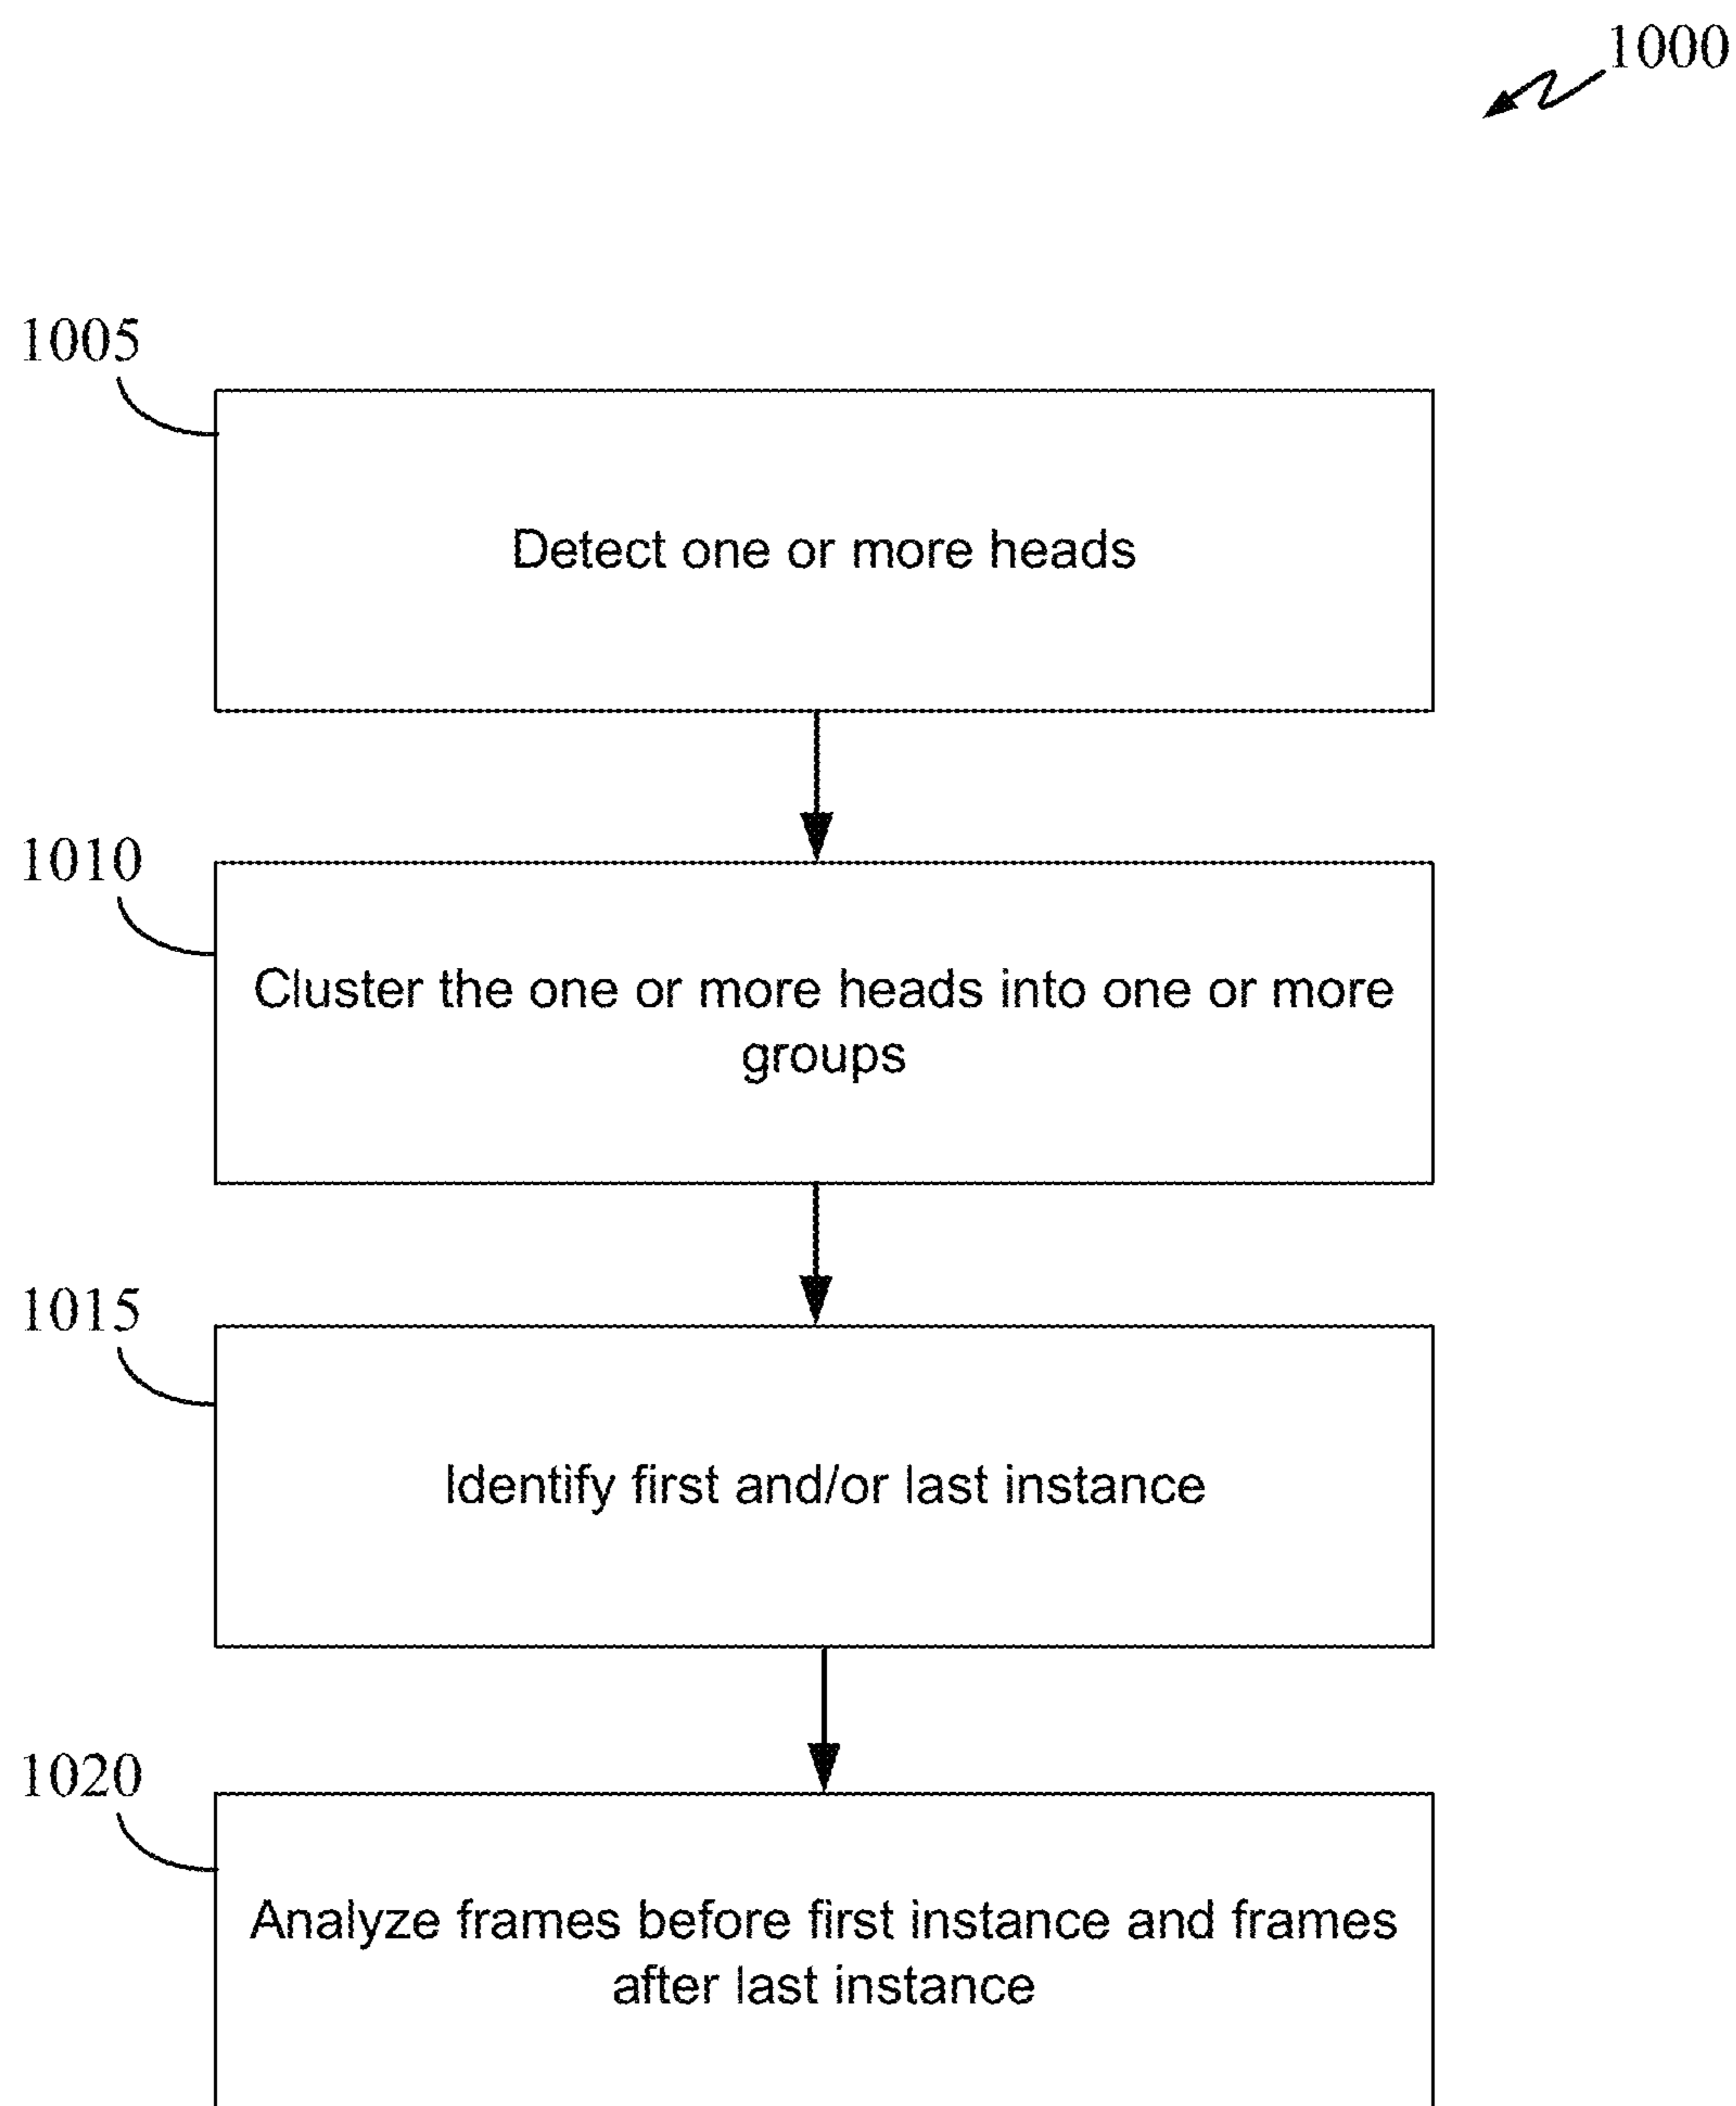 1000
1005
Detect one or more heads
1010
Cluster the one or more heads into one or more
groups
1015
Identify first and/or last instance
1020
Analyze frames before first instance and frames
after last instance